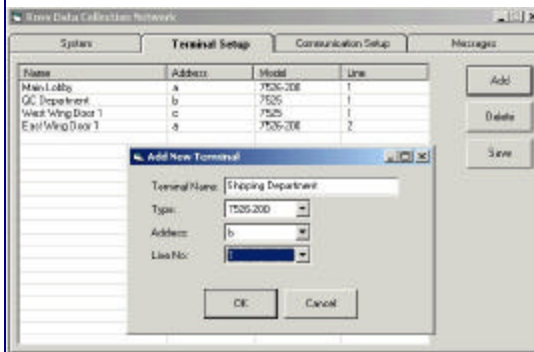 Data Collection Network
System Terminal Setup Communication Setup Messages
Name Address Model Line
Main Lobby a 7526-200 1
QC Department b 7526 1
West Wing Door 1 c 7525 1
East Wing Door 1 a 7526-200 2
Add
Delete
Save
Add New Terminal
Terminal Name: Shipping Department
Type: 7526-200
Address: b
Line No: 1
OK Cancel